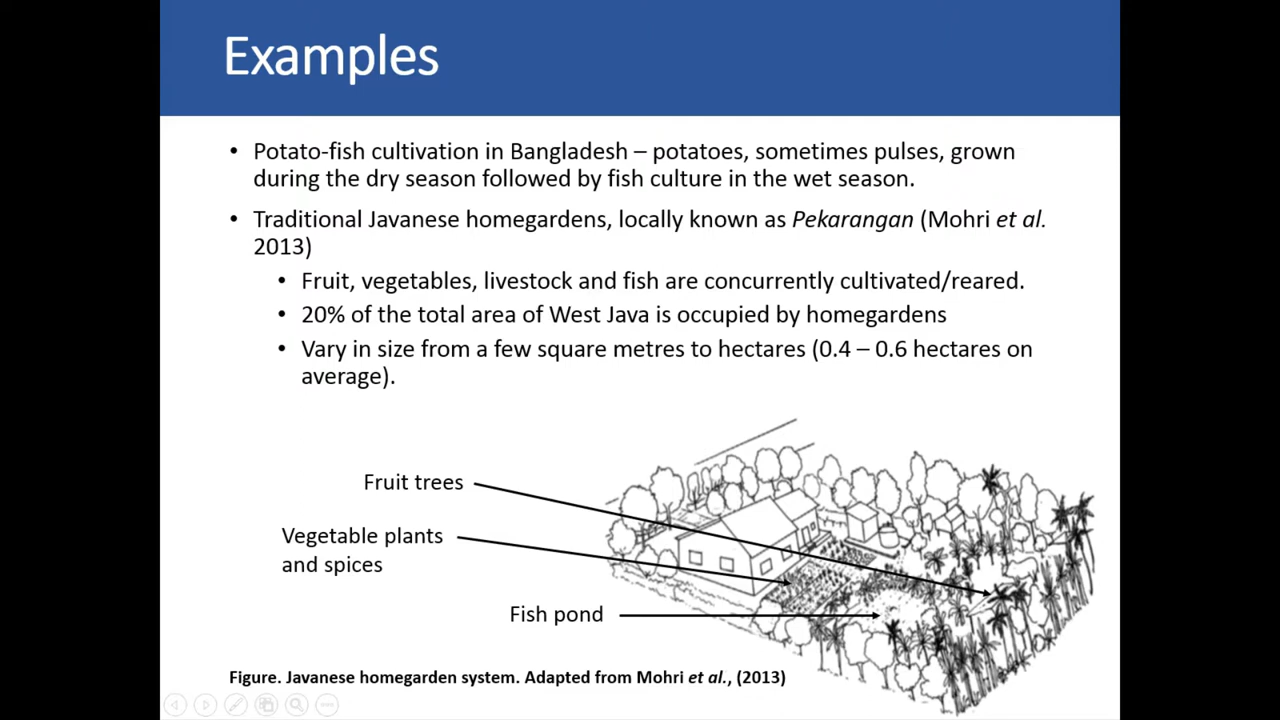 Examples
• Potato-fish cultivation in Bangladesh – potatoes, sometimes pulses, grown
during the dry season followed by fish culture in the wet season.
• Traditional Javanese homegardens, locally known as Pekarangan (Mohri et al.
2013)
• Fruit, vegetables, livestock and fish are concurrently cultivated/reared.
• 20% of the total area of West Java is occupied by homegardens
• Vary in size from a few square metres to hectares (0.4 – 0.6 hectares on
average).
Fruit trees
Vegetable plants
and spices
Fish pond
Figure. Javanese homegarden system. Adapted from Mohri et al., (2013)